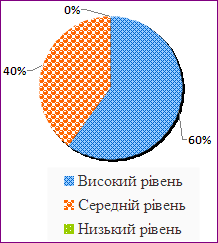 0%
40%
60%
Високий рівень
Середній рівень
Низький рівень